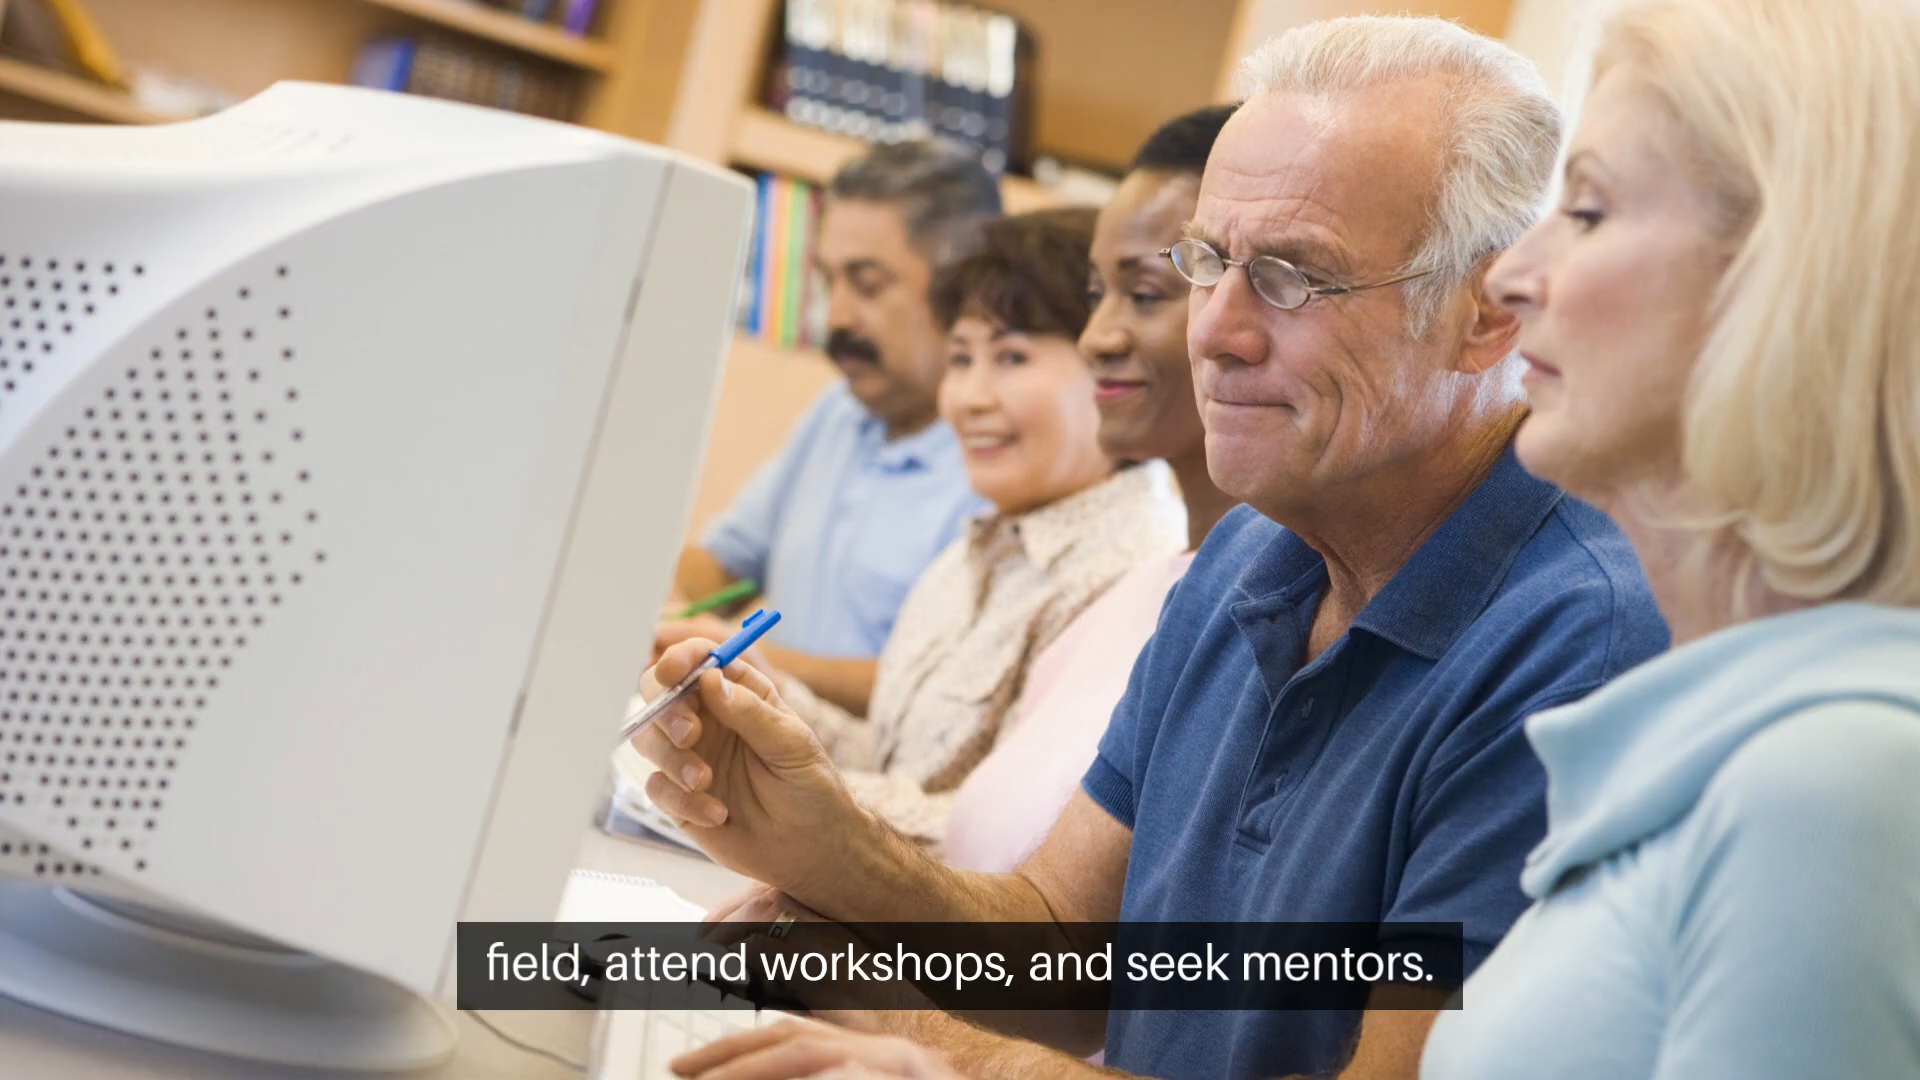 field, attend workshops, and seek mentors.